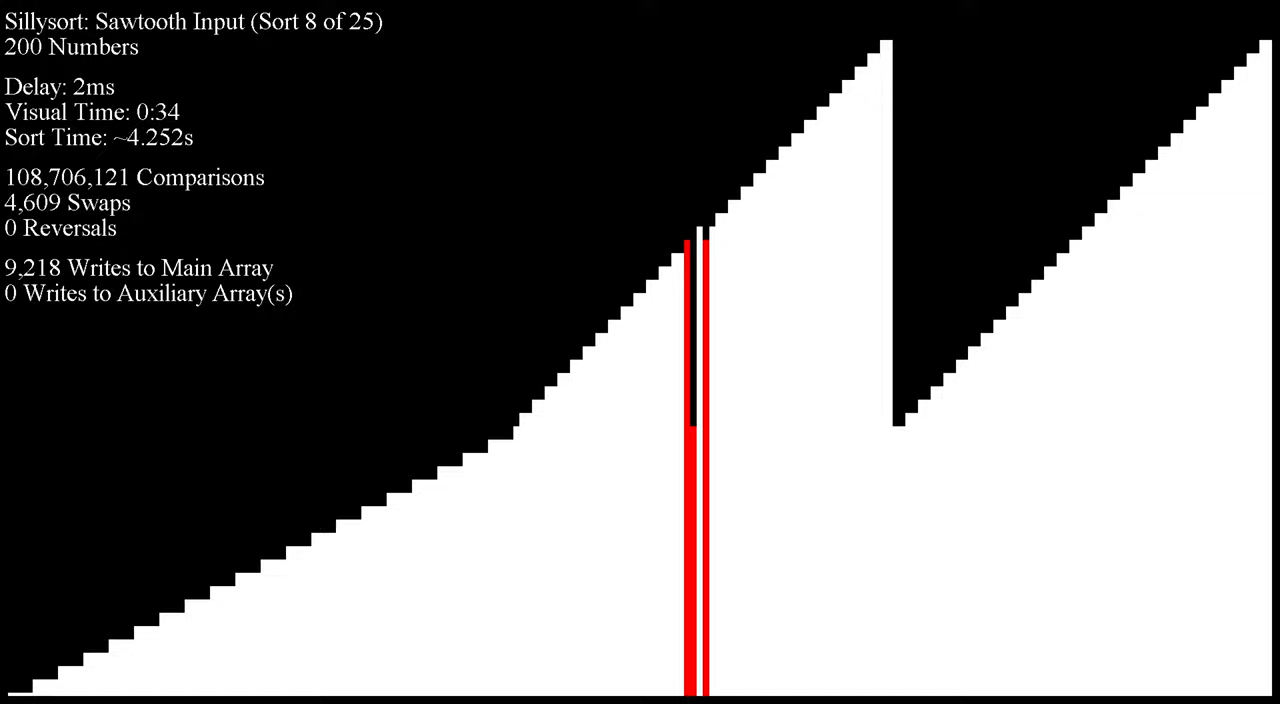 Sillysort: Sawtooth Input (Sort 8 of 25)
200 Numbers
Delay: 2ms
Visual Time: 0:34
Sort Time: ~4.252s
108,706,121 Comparisons
4,609 Swaps
0 Reversals
9,218 Writes to Main Array
0 Writes to Auxiliary Array(s)